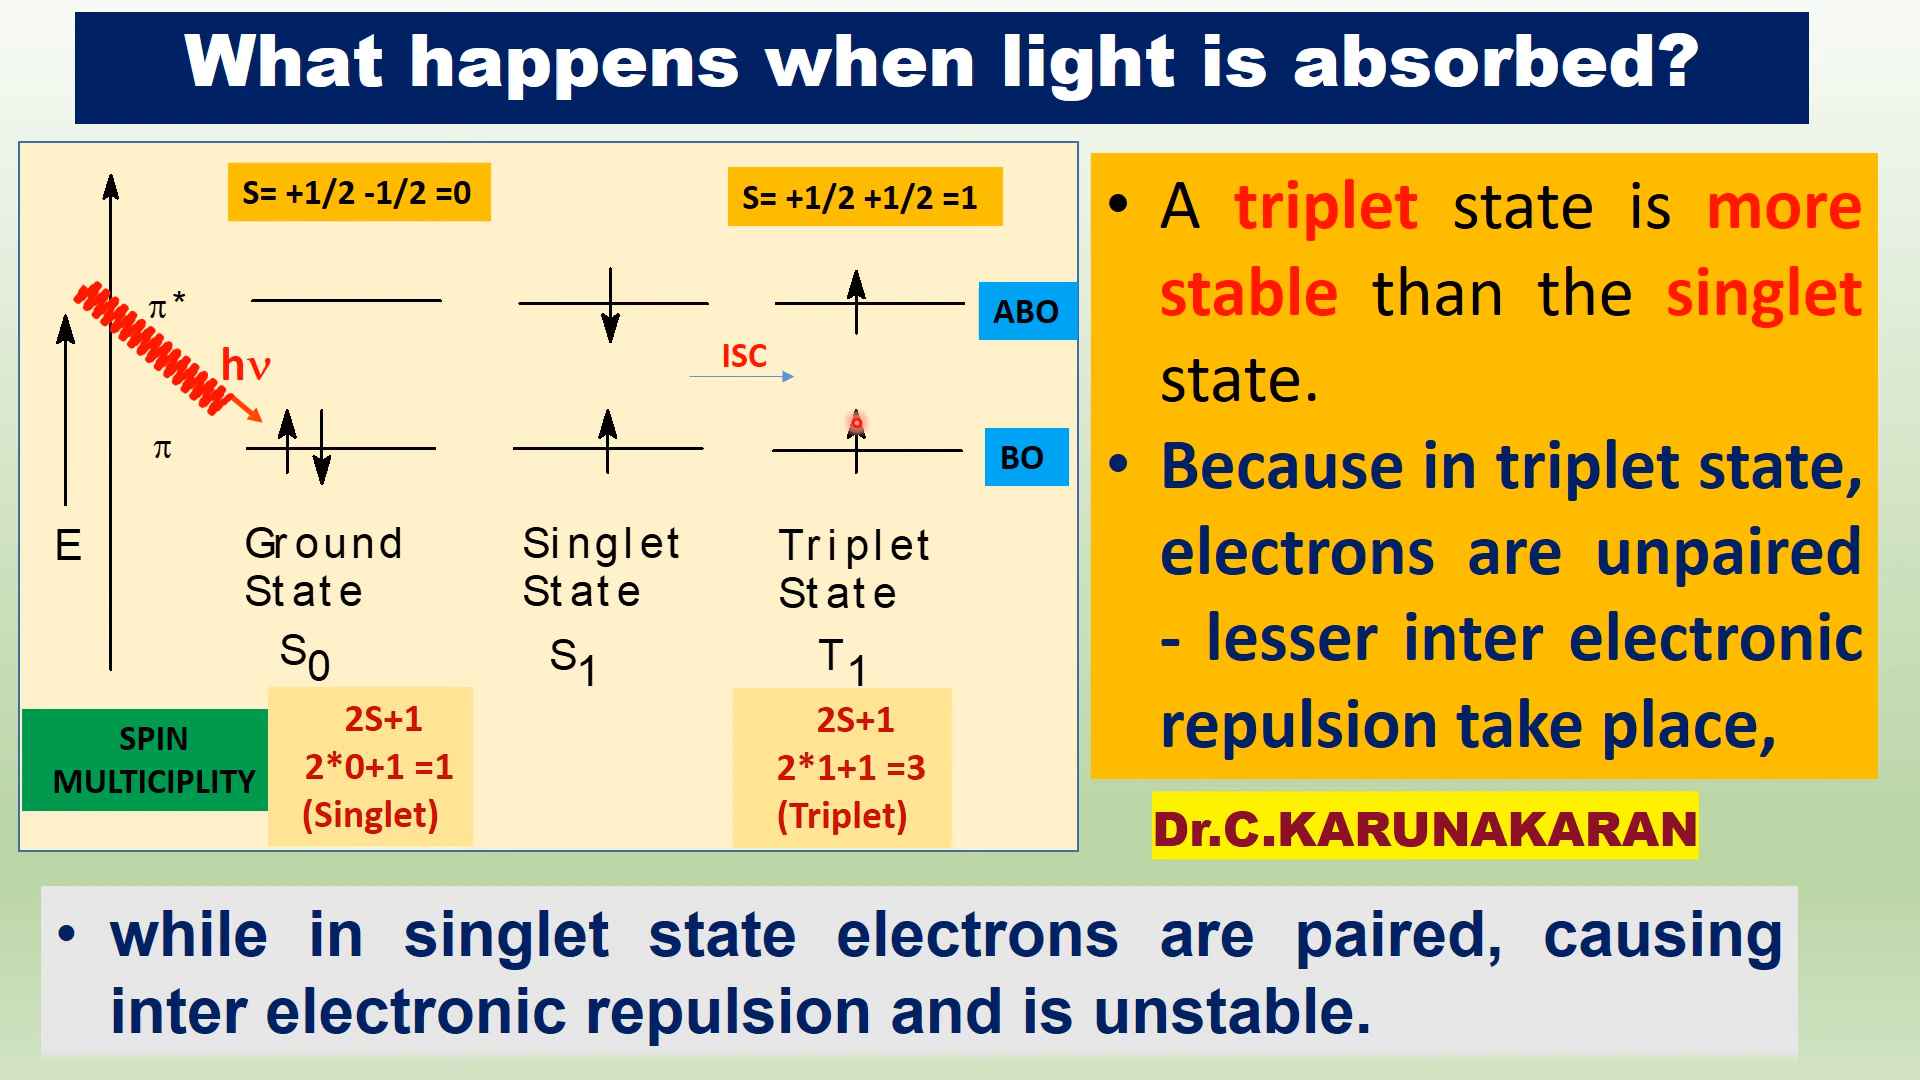 What happens when light is absorbed?
S= +1/2 -1/2 =0
S= +1/2 +1/2 =1
π*
hν
ISC
ABO
π
BO
E
Ground
State
S0
Singlet
State
S1
Triplet
State
T1
SPIN
MULTICIPLITY
2S+1
2*0+1 =1
(Singlet)
2S+1
2*1+1 =3
(Triplet)
• A triplet state is more
stable than the singlet
state.
• Because in triplet state,
electrons are unpaired
- lesser inter electronic
repulsion take place,
Dr.C.KARUNAKARAN
• while in singlet state electrons are paired, causing
inter electronic repulsion and is unstable.